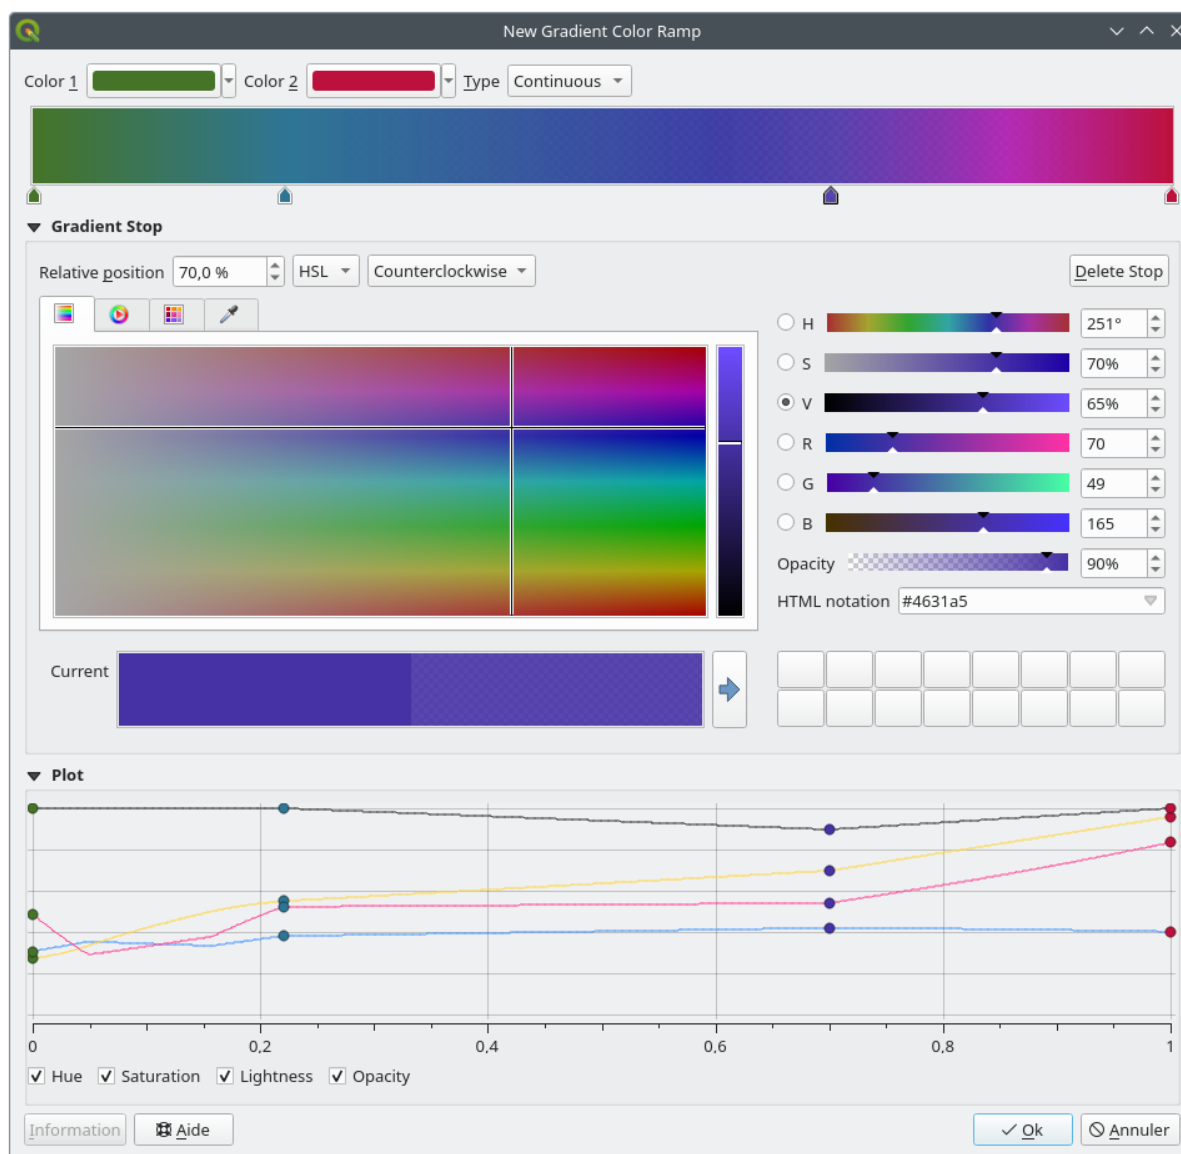 New Gradient Color Ramp
Color 1 Color 2 Type Continuous
Gradient Stop
Relative position 70,0 % HSL Counterclockwise Delete Stop
H 251°
S 70%
V 65%
R 70
G 49
B 165
Opacity 90%
HTML notation #4631a5
Current
Plot
0 0,2 0,4 0,6 0,8 1
Hue Saturation Lightness Opacity
Information Aide Ok Annuler